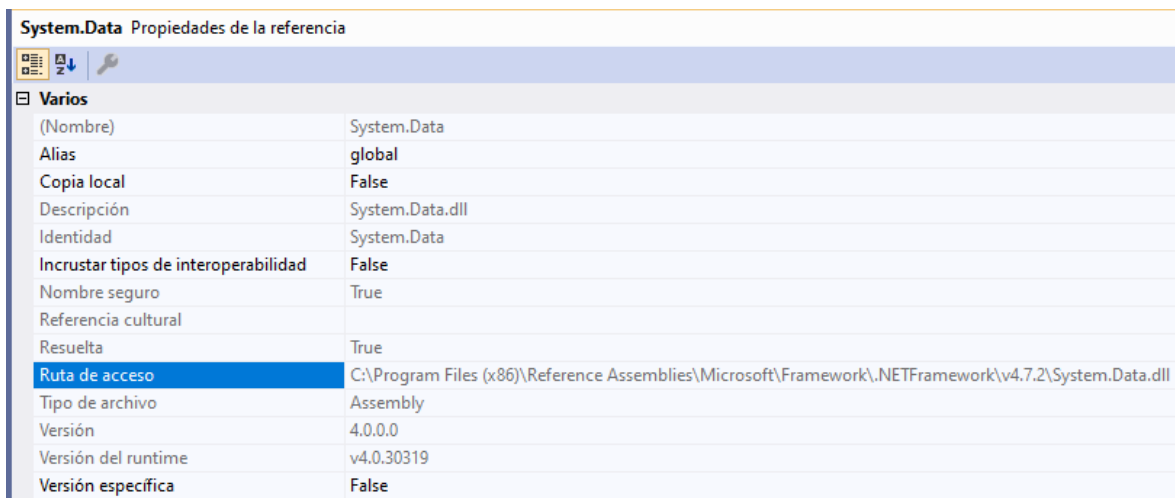 System.Data Propiedades de la referencia
Varios
(Nombre) System.Data
Alias global
Copia local False
Descripción System.Data.dll
Identidad System.Data
Incrustar tipos de interoperabilidad False
Nombre seguro True
Referencia cultural
Resuelta True
Ruta de acceso C:\Program Files (x86)\Reference Assemblies\Microsoft\Framework\.NETFramework\v4.7.2\System.Data.dll
Tipo de archivo Assembly
Versión 4.0.0.0
Versión del runtime v4.0.30319
Versión específica False